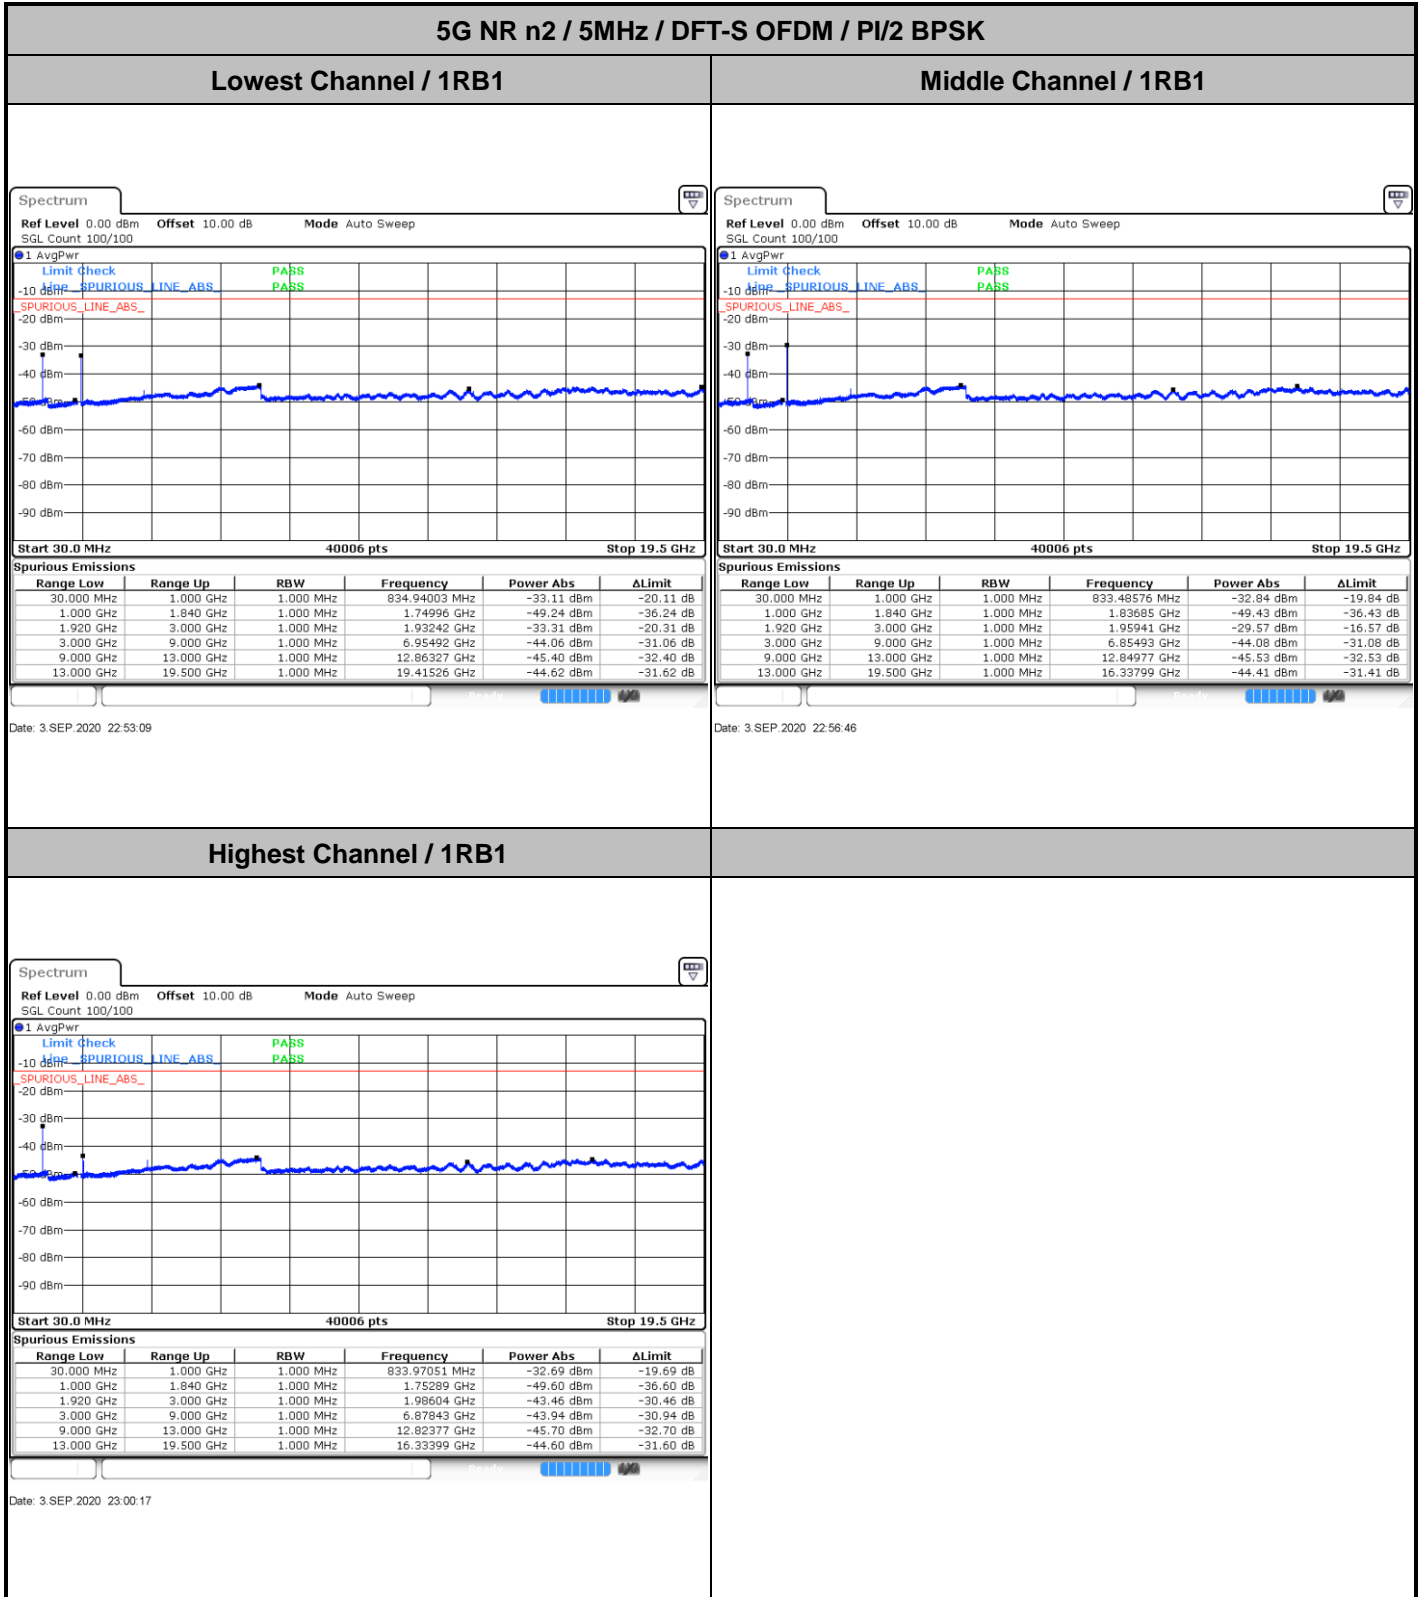 5G NR n2 / 5MHz / DFT-S OFDM / PI/2 BPSK
Lowest Channel / 1RB1
Middle Channel / 1RB1
Spectrum
Ref Level 0.00 dBm Offset 10.00 dB Mode Auto Sweep
SGL Count 100/100
1 AvgPwr
Limit Check PASS
Line _SPURIOUS_LINE_ABS_ PASS
-10 dBm
_SPURIOUS_LINE_ABS_
-20 dBm
-30 dBm
-40 dBm
-50 dBm
-60 dBm
-70 dBm
-80 dBm
-90 dBm
Start 30.0 MHz 40006 pts Stop 19.5 GHz
Spurious Emissions
Range Low Range Up RBW Frequency Power Abs ΔLimit
30.000 MHz 1.000 GHz 1.000 MHz 834.94003 MHz -33.11 dBm -20.11 dB
1.000 GHz 1.840 GHz 1.000 MHz 1.74996 GHz -49.24 dBm -36.24 dB
1.920 GHz 3.000 GHz 1.000 MHz 1.93242 GHz -33.31 dBm -20.31 dB
3.000 GHz 9.000 GHz 1.000 MHz 6.95492 GHz -44.06 dBm -31.06 dB
9.000 GHz 13.000 GHz 1.000 MHz 12.86327 GHz -45.40 dBm -32.40 dB
13.000 GHz 19.500 GHz 1.000 MHz 19.41526 GHz -44.62 dBm -31.62 dB
Ready
Date: 3.SEP.2020 22:53:09
Spectrum
Ref Level 0.00 dBm Offset 10.00 dB Mode Auto Sweep
SGL Count 100/100
1 AvgPwr
Limit Check PASS
Line _SPURIOUS_LINE_ABS_ PASS
-10 dBm
_SPURIOUS_LINE_ABS_
-20 dBm
-30 dBm
-40 dBm
-50 dBm
-60 dBm
-70 dBm
-80 dBm
-90 dBm
Start 30.0 MHz 40006 pts Stop 19.5 GHz
Spurious Emissions
Range Low Range Up RBW Frequency Power Abs ΔLimit
30.000 MHz 1.000 GHz 1.000 MHz 833.48576 MHz -32.84 dBm -19.84 dB
1.000 GHz 1.840 GHz 1.000 MHz 1.83685 GHz -49.43 dBm -36.43 dB
1.920 GHz 3.000 GHz 1.000 MHz 1.95941 GHz -29.57 dBm -16.57 dB
3.000 GHz 9.000 GHz 1.000 MHz 6.85493 GHz -44.08 dBm -31.08 dB
9.000 GHz 13.000 GHz 1.000 MHz 12.84977 GHz -45.53 dBm -32.53 dB
13.000 GHz 19.500 GHz 1.000 MHz 16.33799 GHz -44.41 dBm -31.41 dB
Ready
Date: 3.SEP.2020 22:56:46
Highest Channel / 1RB1
Spectrum
Ref Level 0.00 dBm Offset 10.00 dB Mode Auto Sweep
SGL Count 100/100
1 AvgPwr
Limit Check PASS
Line _SPURIOUS_LINE_ABS_ PASS
-10 dBm
_SPURIOUS_LINE_ABS_
-20 dBm
-30 dBm
-40 dBm
-50 dBm
-60 dBm
-70 dBm
-80 dBm
-90 dBm
Start 30.0 MHz 40006 pts Stop 19.5 GHz
Spurious Emissions
Range Low Range Up RBW Frequency Power Abs ΔLimit
30.000 MHz 1.000 GHz 1.000 MHz 833.97051 MHz -32.69 dBm -19.69 dB
1.000 GHz 1.840 GHz 1.000 MHz 1.75289 GHz -49.60 dBm -36.60 dB
1.920 GHz 3.000 GHz 1.000 MHz 1.98604 GHz -43.46 dBm -30.46 dB
3.000 GHz 9.000 GHz 1.000 MHz 6.87843 GHz -43.94 dBm -30.94 dB
9.000 GHz 13.000 GHz 1.000 MHz 12.82377 GHz -45.70 dBm -32.70 dB
13.000 GHz 19.500 GHz 1.000 MHz 16.33399 GHz -44.60 dBm -31.60 dB
Ready
Date: 3.SEP.2020 23:00:17